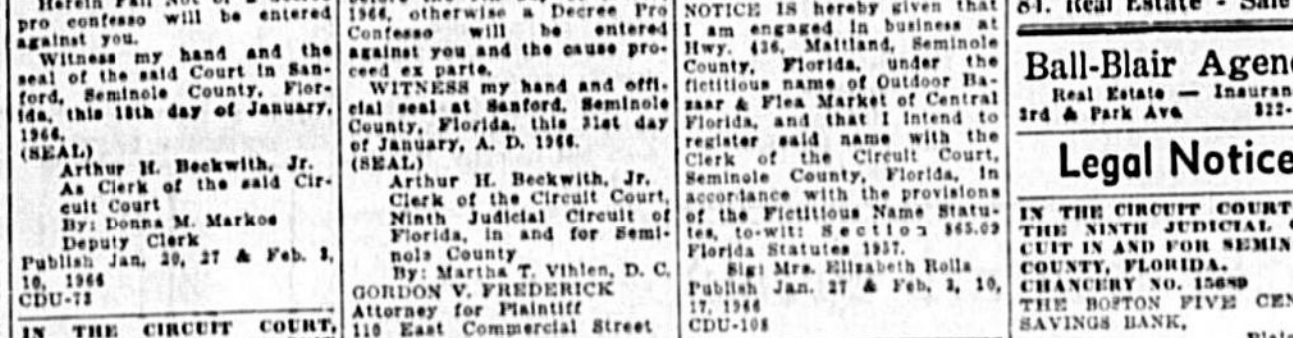 pro confesso will be entered
against you.
Witness my hand and the
seal of the said Court in San-
ford, Seminole County, Flor-
ida, this 18th day of January,
1966.
(SEAL)
Arthur H. Beckwith, Jr.
As Clerk of the said Cir-
cuit Court
By: Donna M. Markos
Deputy Clerk
Publish Jan. 20, 27 & Feb. 3,
10, 1966
CDU-73
IN THE CIRCUIT COURT,
1966, otherwise a Decree Pro
Confesso will be entered
against you and the cause pro-
ceed ex parte.
WITNESS my hand and offi-
cial seal at Sanford, Seminole
County, Florida, this 31st day
of January, A. D. 1966.
(SEAL)
Arthur H. Beckwith, Jr.
Clerk of the Circuit Court,
Ninth Judicial Circuit of
Florida, in and for Semi-
nole County
By: Martha T. Vihlen, D. C.
GORDON V. FREDERICK
Attorney for Plaintiff
110 East Commercial Street
NOTICE IS hereby given that
I am engaged in business at
Hwy. 436, Maitland, Seminole
County, Florida, under the
fictitious name of Outdoor Ba-
zaar & Flea Market of Central
Florida, and that I intend to
register said name with the
Clerk of the Circuit Court,
Seminole County, Florida, in
accordance with the provisions
of the Fictitious Name Statu-
tes, to-wit: Section 865.09
Florida Statutes 1957.
Sig: Mrs. Elizabeth Rolls
Publish Jan. 27 & Feb. 3, 10,
17, 1966
CDU-108
84. Real Estate - Sale
Ball-Blair Agen
Real Estate — Insuran
3rd & Park Ave. 322-
Legal Notice
IN THE CIRCUIT COURT
THE NINTH JUDICIAL C
CUIT IN AND FOR SEMIN
COUNTY, FLORIDA.
CHANCERY NO. 15689
THE BOSTON FIVE CEN
SAVINGS BANK,